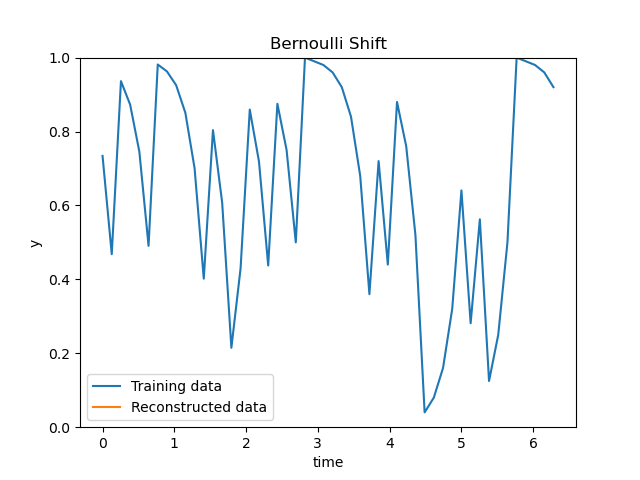 Bernoulli Shift
1.0
0.8
0.6
0.4
0.2
0.0
y
Training data
Reconstructed data
0 1 2 3 4 5 6
time